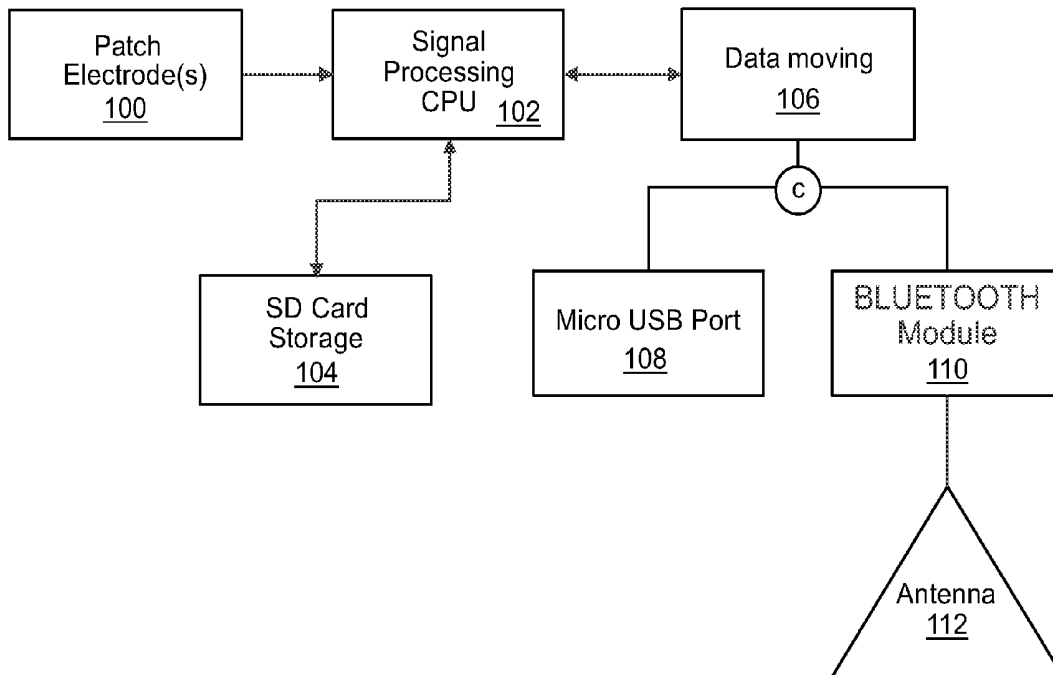 Patch
Electrode(s)
100
Signal
Processing
CPU 102
Data moving
106
C
SD Card
Storage
104
Micro USB Port
108
BLUETOOTH
Module
110
Antenna
112